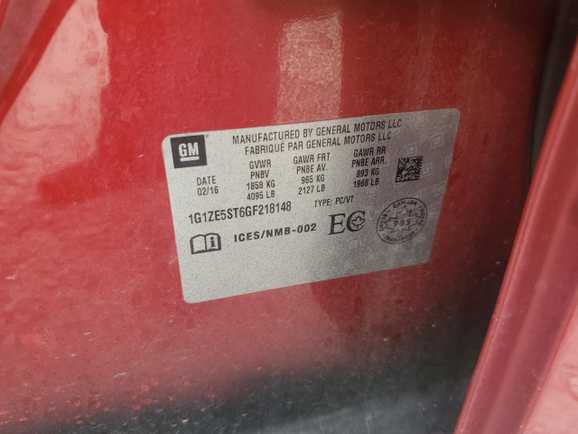 GM
MANUFACTURED BY GENERAL MOTORS LLC
FABRIQUÉ PAR GENERAL MOTORS LLC
DATE GVWR GAWR FRT GAWR RR
PNBV PNBE AV. PNBE ARR.
02/16 1858 KG 965 KG 893 KG
4095 LB 2127 LB 1968 LB
1G1ZE5ST6GF218148 TYPE: PC/VT
ICES/NMB-002 EC
CANADA